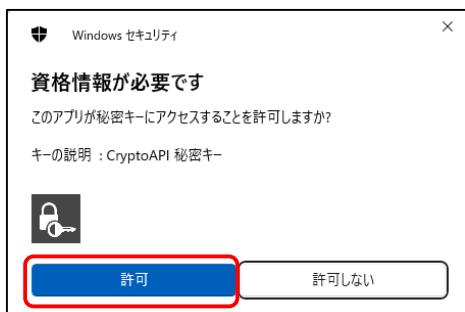 Windows セキュリティ
資格情報が必要です
このアプリが秘密キーにアクセスすることを許可しますか?
キーの説明 : CryptoAPI 秘密キー
許可
許可しない